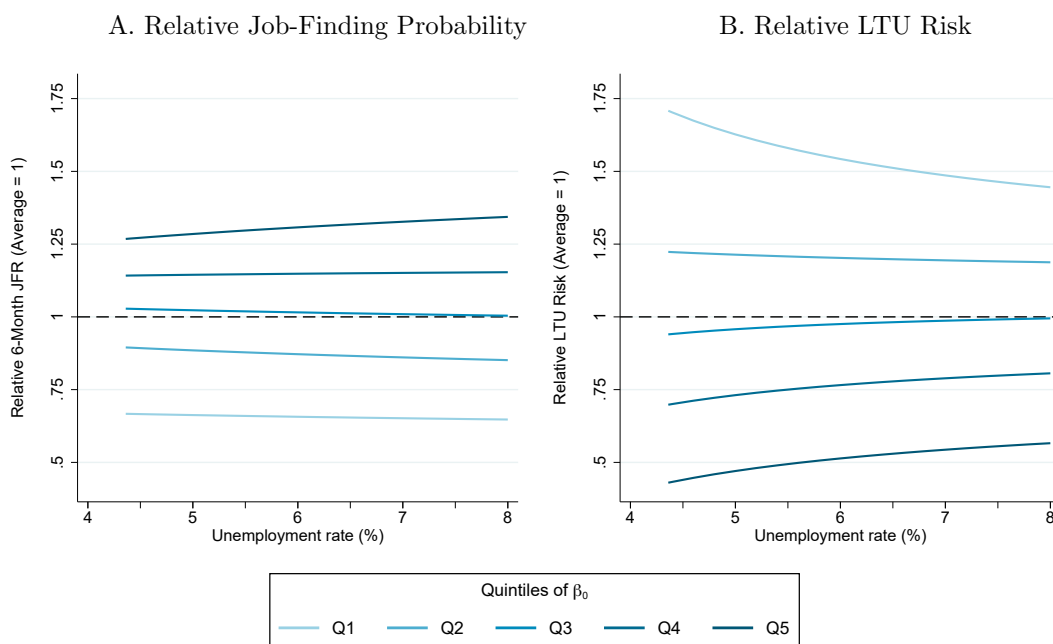 A. Relative Job-Finding Probability
B. Relative LTU Risk
Relative 6-Month JFR (Average = 1)
1.75
1.5
1.25
1
.75
.5
4 5 6 7 8
Unemployment rate (%)
Relative LTU Risk (Average = 1)
1.75
1.5
1.25
1
.75
.5
4 5 6 7 8
Unemployment rate (%)
Quintiles of β₀
Q1 Q2 Q3 Q4 Q5